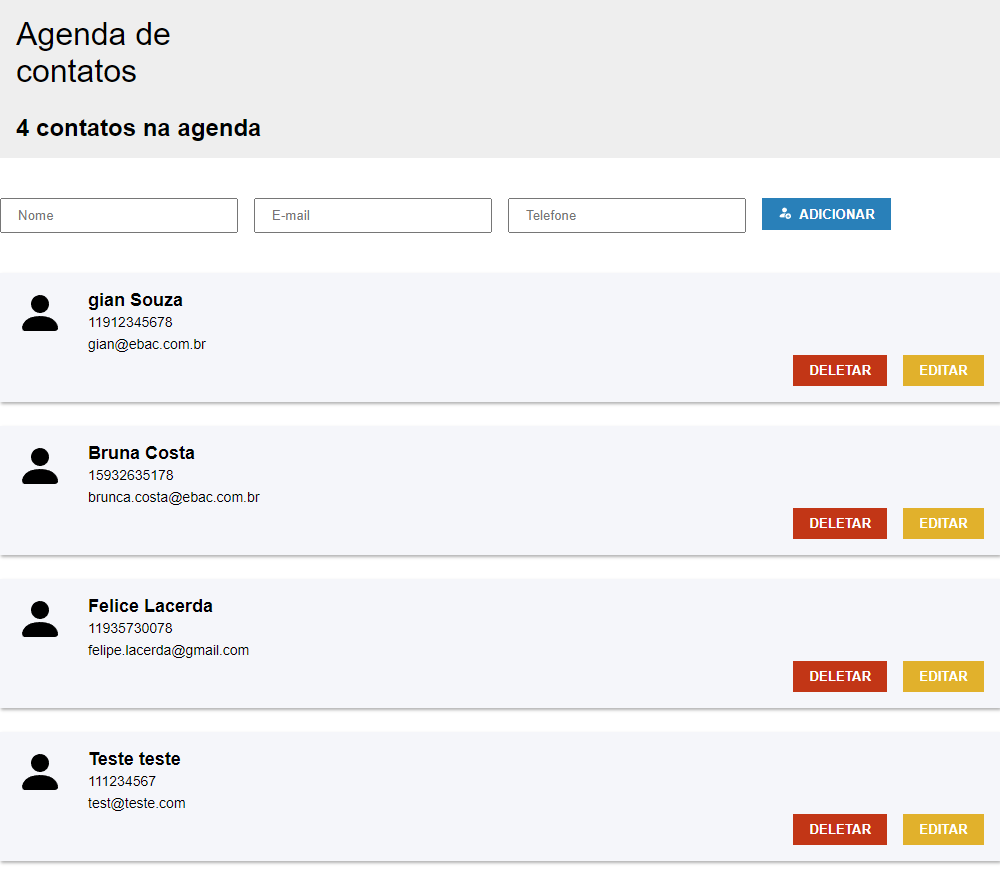 Agenda de
contatos
4 contatos na agenda
Nome E-mail Telefone ADICIONAR
gian Souza
11912345678
gian@ebac.com.br
DELETAR EDITAR
Bruna Costa
15932635178
brunca.costa@ebac.com.br
DELETAR EDITAR
Felice Lacerda
11935730078
felipe.lacerda@gmail.com
DELETAR EDITAR
Teste teste
111234567
test@teste.com
DELETAR EDITAR